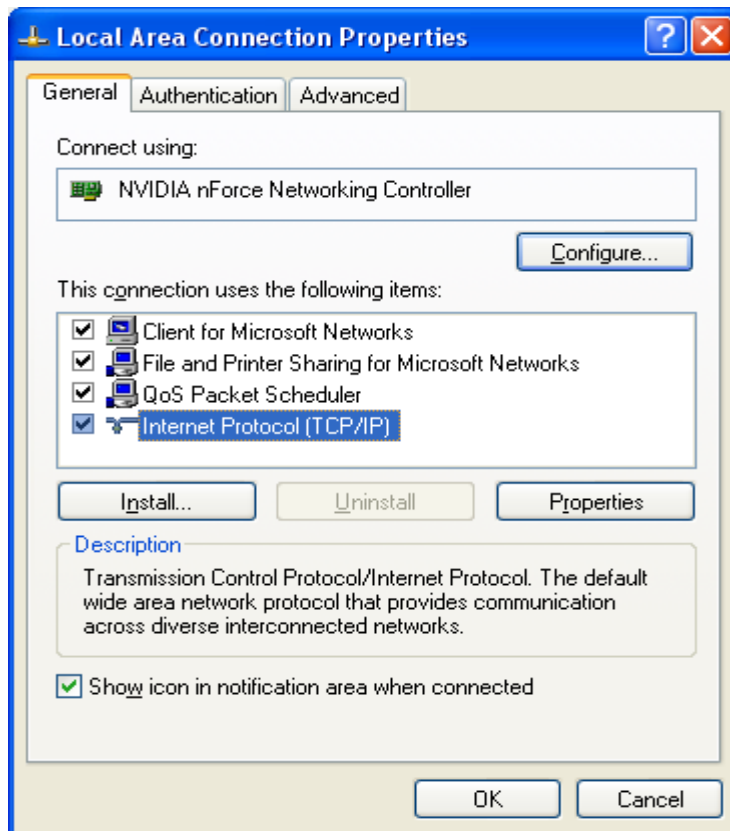 Local Area Connection Properties
General Authentication Advanced
Connect using:
NVIDIA nForce Networking Controller
Configure...
This connection uses the following items:
Client for Microsoft Networks
File and Printer Sharing for Microsoft Networks
QoS Packet Scheduler
Internet Protocol (TCP/IP)
Install... Uninstall Properties
Description
Transmission Control Protocol/Internet Protocol. The default
wide area network protocol that provides communication
across diverse interconnected networks.
Show icon in notification area when connected
OK Cancel